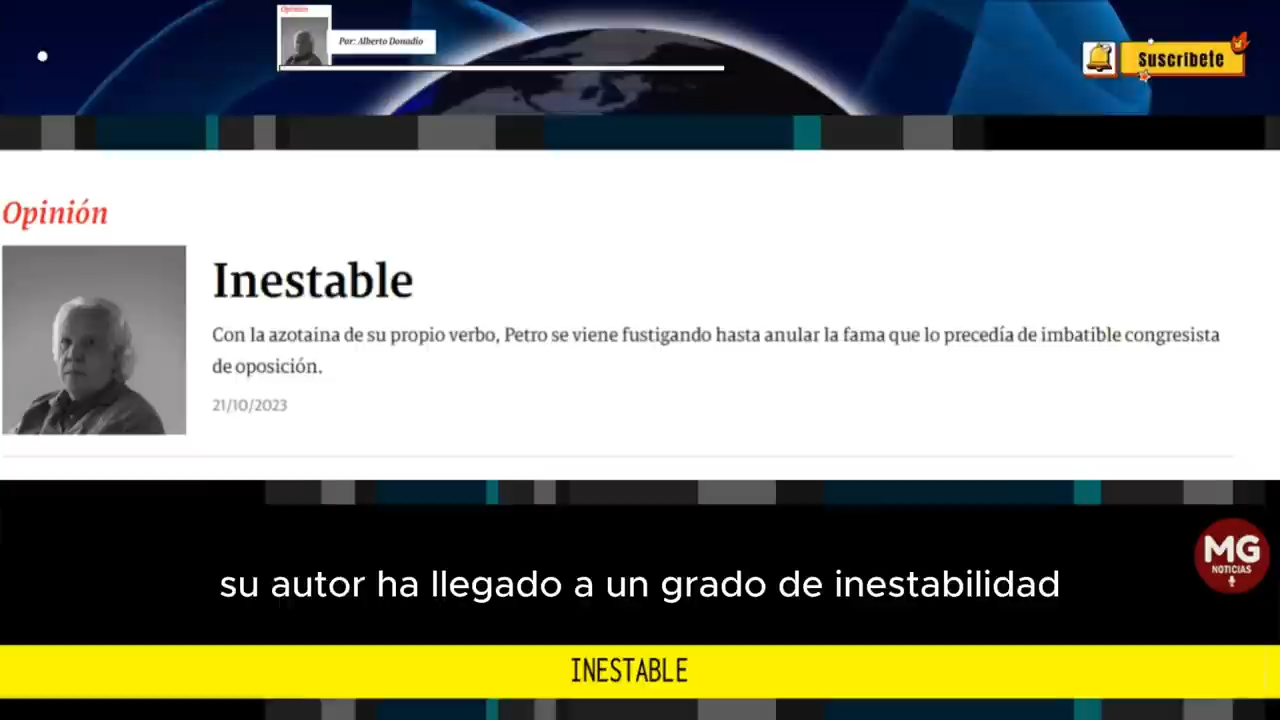 Opinión
Por: Alberto Donadio
Suscríbete
Opinión
Inestable
Con la azotaina de su propio verbo, Petro se viene fustigando hasta anular la fama que lo precedía de imbatible congresista
de oposición.
21/10/2023
MG
NOTICIAS
su autor ha llegado a un grado de inestabilidad
INESTABLE